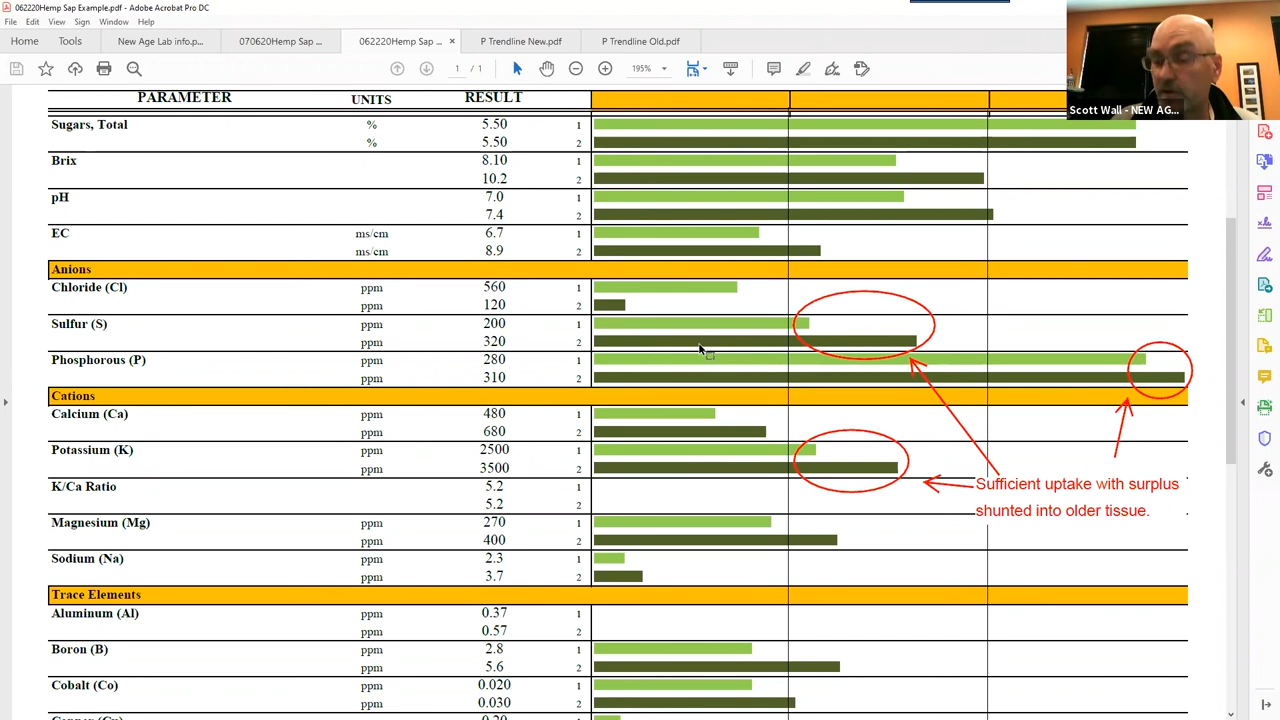 062220Hemp Sap Example.pdf - Adobe Acrobat Pro DC
File Edit View Sign Window Help
Home Tools New Age Lab info.p... 070620Hemp Sap ... 062220Hemp Sap ... × P Trendline New.pdf P Trendline Old.pdf
1 / 1 195%
Scott Wall - NEW AG...
PARAMETER UNITS RESULT
Sugars, Total % 5.50 1
% 5.50 2
Brix 8.10 1
10.2 2
pH 7.0 1
7.4 2
EC ms/cm 6.7 1
ms/cm 8.9 2
Anions
Chloride (Cl) ppm 560 1
ppm 120 2
Sulfur (S) ppm 200 1
ppm 320 2
Phosphorous (P) ppm 280 1
ppm 310 2
Cations
Calcium (Ca) ppm 480 1
ppm 680 2
Potassium (K) ppm 2500 1
ppm 3500 2
Sufficient uptake with surplus
shunted into older tissue.
K/Ca Ratio 5.2 1
5.2 2
Magnesium (Mg) ppm 270 1
ppm 400 2
Sodium (Na) ppm 2.3 1
ppm 3.7 2
Trace Elements
Aluminum (Al) ppm 0.37 1
ppm 0.57 2
Boron (B) ppm 2.8 1
ppm 5.6 2
Cobalt (Co) ppm 0.020 1
ppm 0.030 2